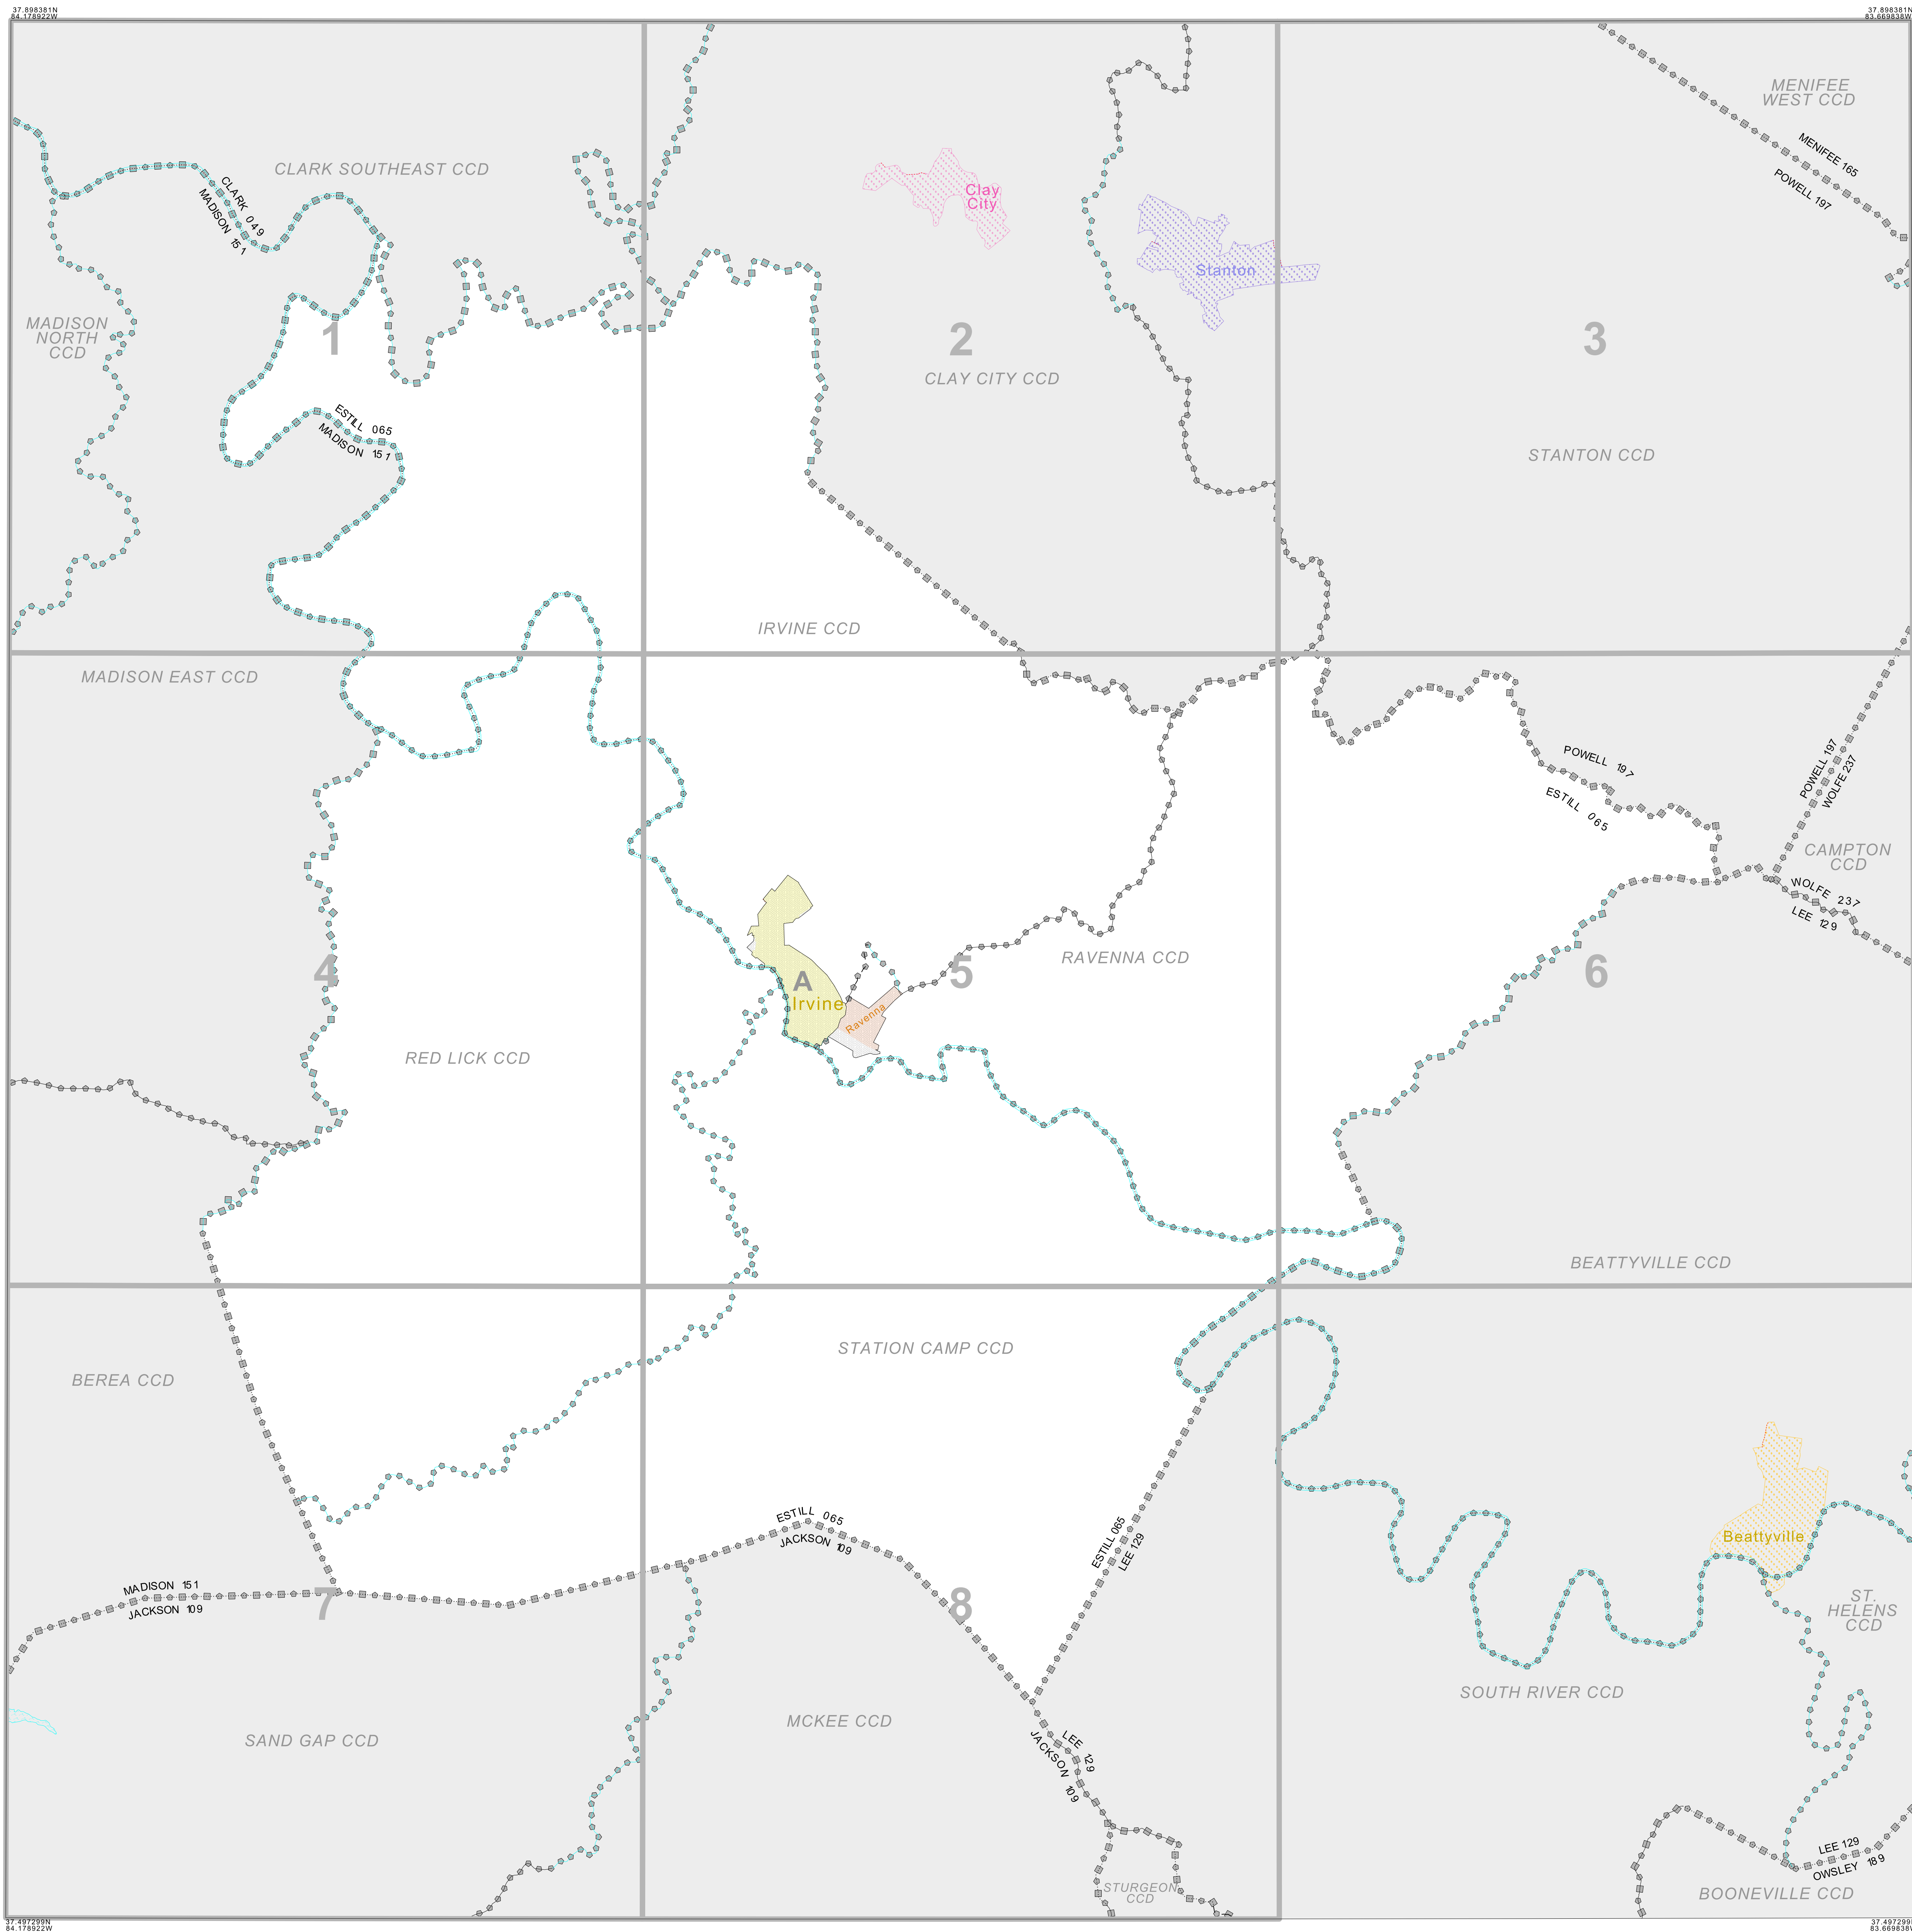 37.898381N
84.178922W
37.898381N
83.669838W
MENIFEE
WEST CCD
MENIFEE 165
POWELL 197
CLARK SOUTHEAST CCD
CLARK 049
MADISON 151
Clay
City
Stanton
MADISON
NORTH
CCD
1
2
3
CLAY CITY CCD
ESTILL 065
MADISON 151
STANTON CCD
IRVINE CCD
MADISON EAST CCD
POWELL 197
ESTILL 065
POWELL 197
WOLFE 237
CAMPTON
CCD
WOLFE 237
LEE 129
RAVENNA CCD
4
A
5
6
Irvine
Ravenna
RED LICK CCD
BEATTYVILLE CCD
STATION CAMP CCD
BEREA CCD
ESTILL 065
JACKSON 109
ESTILL 065
LEE 129
Beattyville
MADISON 151
JACKSON 109
7
8
ST.
HELENS
CCD
SOUTH RIVER CCD
MCKEE CCD
SAND GAP CCD
LEE 129
JACKSON 109
LEE 129
OWSLEY 189
STURGEON
CCD
BOONEVILLE CCD
37.497299N
84.178922W
37.497299N
83.669838W